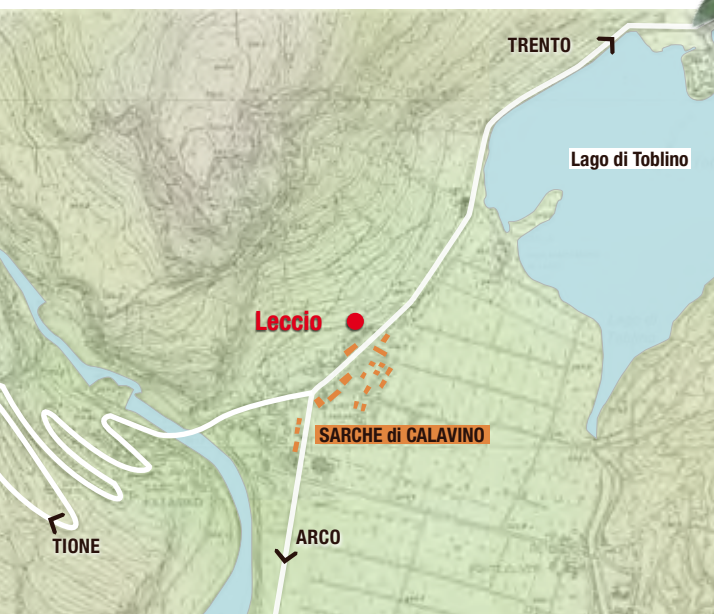 TRENTO
Lago di Toblino
Leccio
SARCHE di CALAVINO
ARCO
TIONE